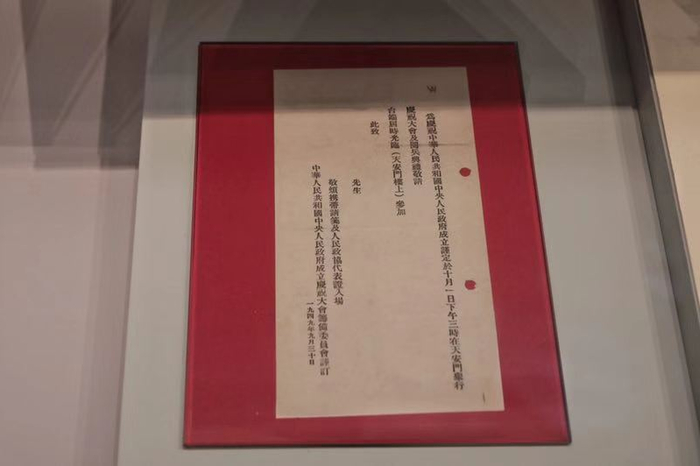 爲慶祝中華人民共和國中央人民政府成立謹定於十月一日下午三時在天安門舉行
慶祝大會及閱兵典禮敬請
台端屆時光臨(天安門樓上)參加
此致
先生
敬煩携帶請箋及人民政協代表證入場
中華人民共和國中央人民政府成立慶祝大會籌備委員會謹訂
一九四九年九月三十日